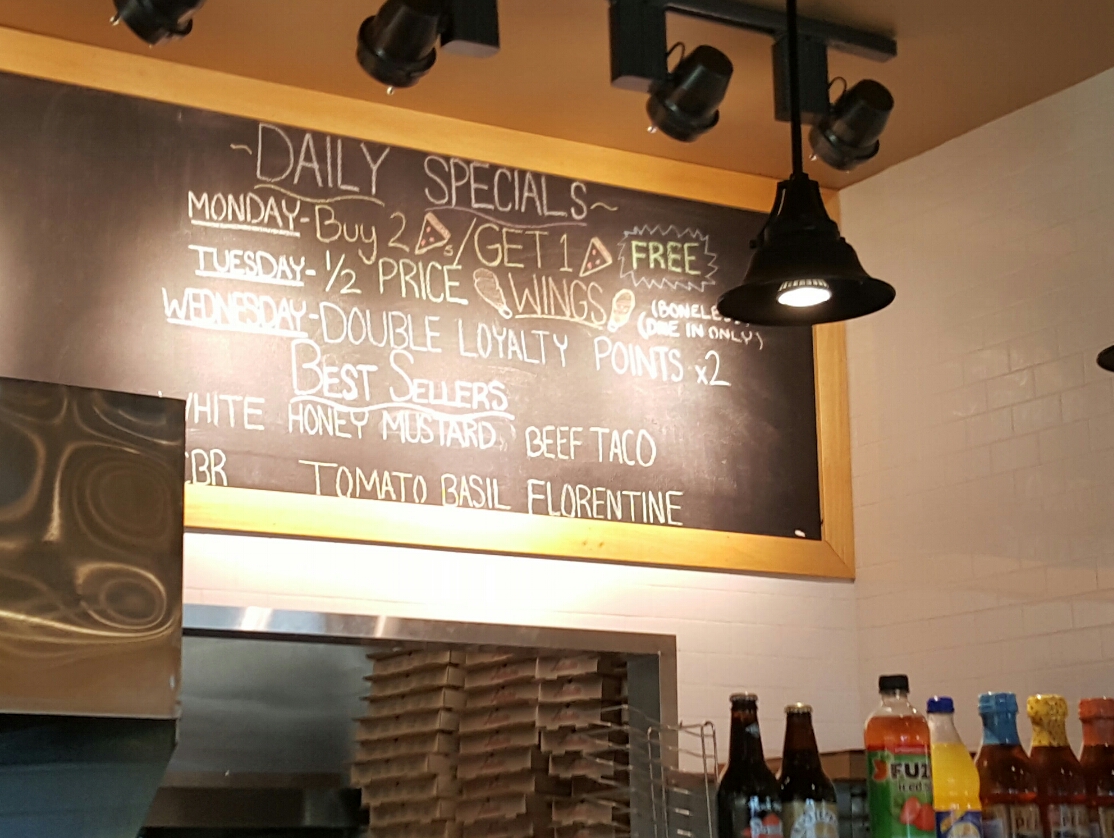 ~DAILY SPECIALS~
MONDAY-Buy 2 s/GET 1 FREE
TUESDAY- 1/2 PRICE WINGS
(DINE IN ONLY)
WEDNESDAY-DOUBLE LOYALTY POINTS x2
BEST SELLERS
HONEY MUSTARD, BEEF TACO
TOMATO BASIL FLORENTINE